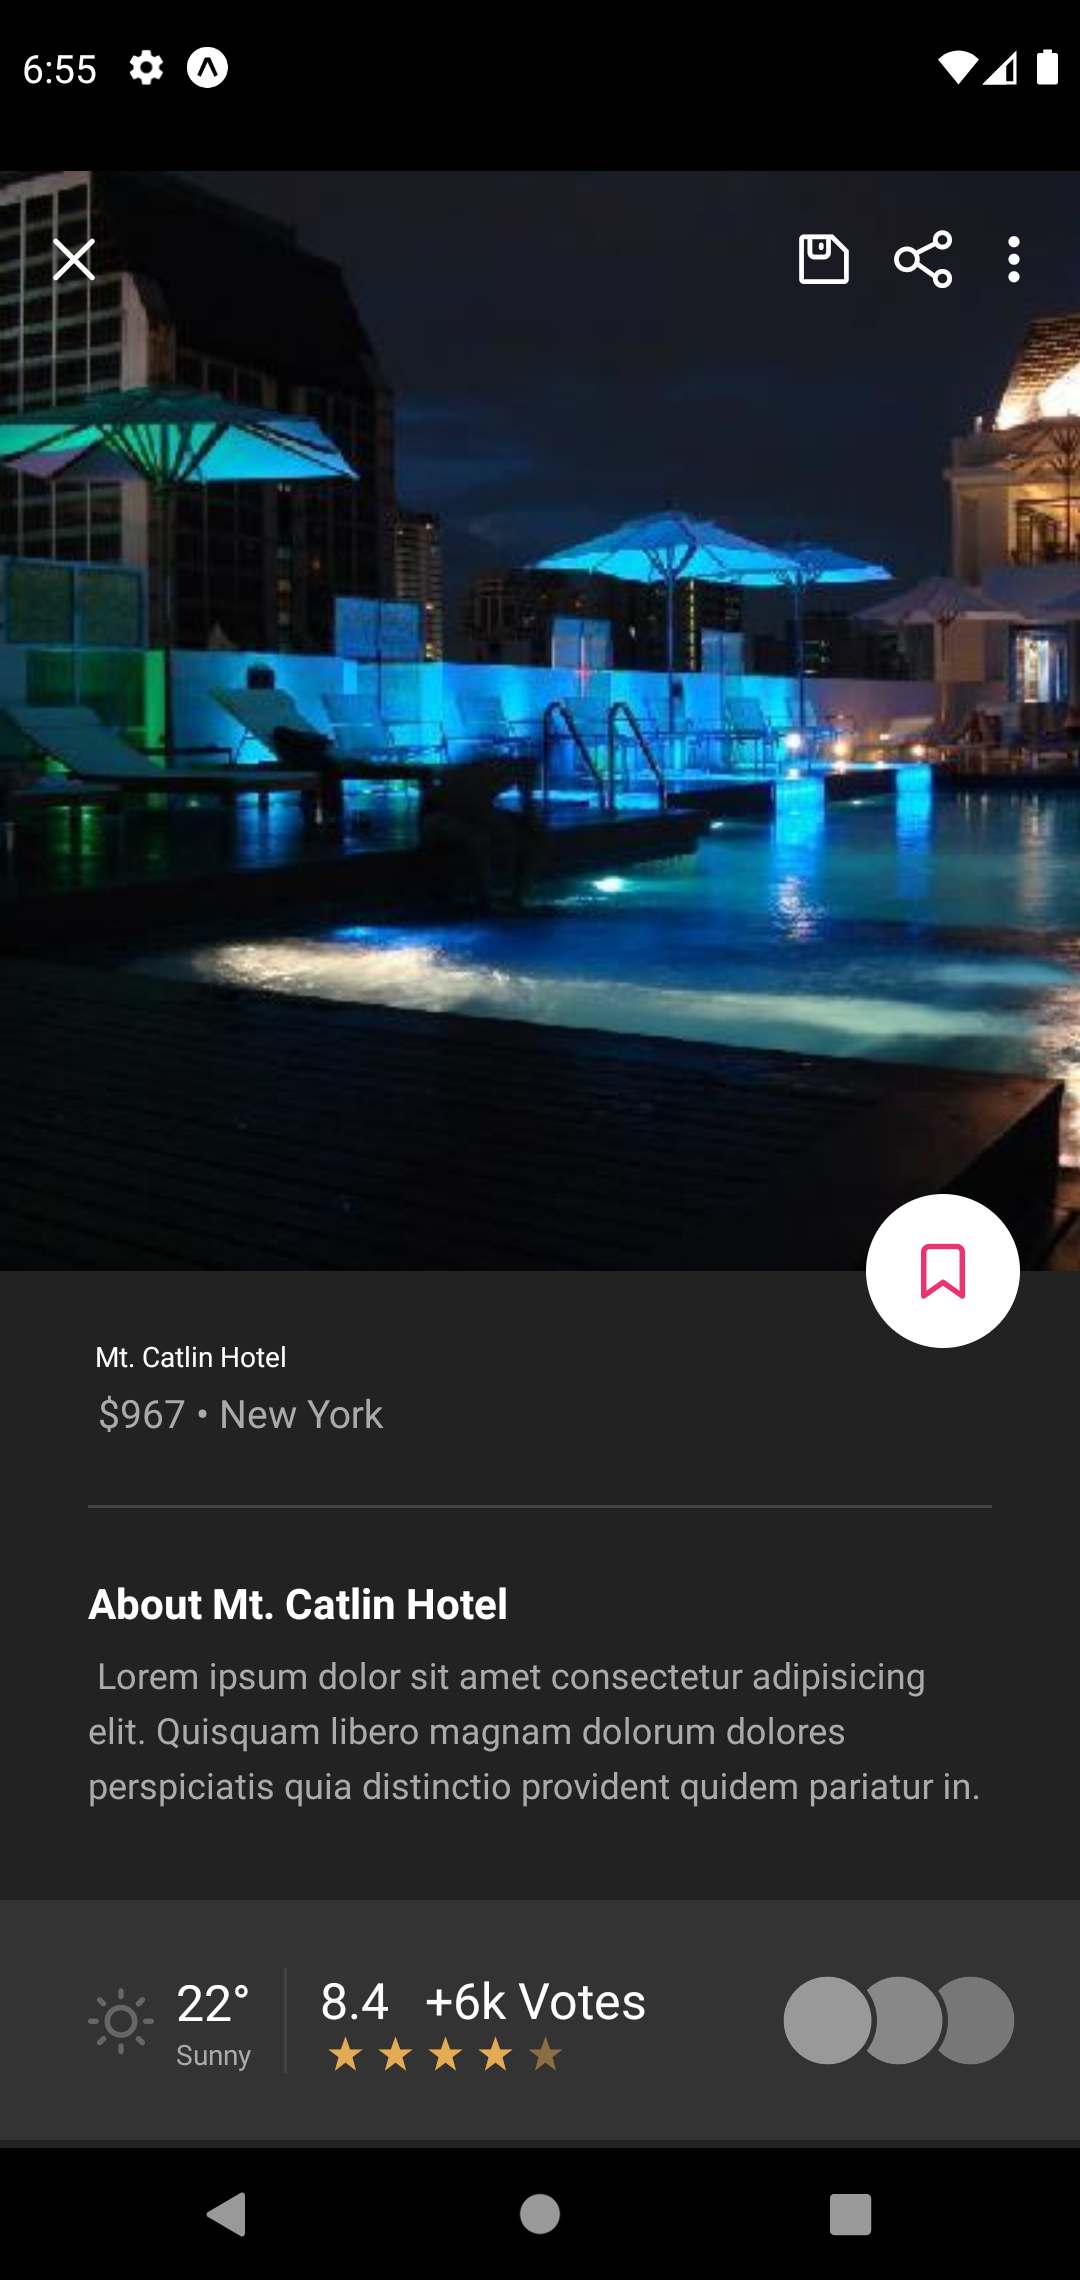 6:55
Mt. Catlin Hotel
$967 • New York
About Mt. Catlin Hotel
Lorem ipsum dolor sit amet consectetur adipisicing
elit. Quisquam libero magnam dolorum dolores
perspiciatis quia distinctio provident quidem pariatur in.
22° 8.4 +6k Votes
Sunny